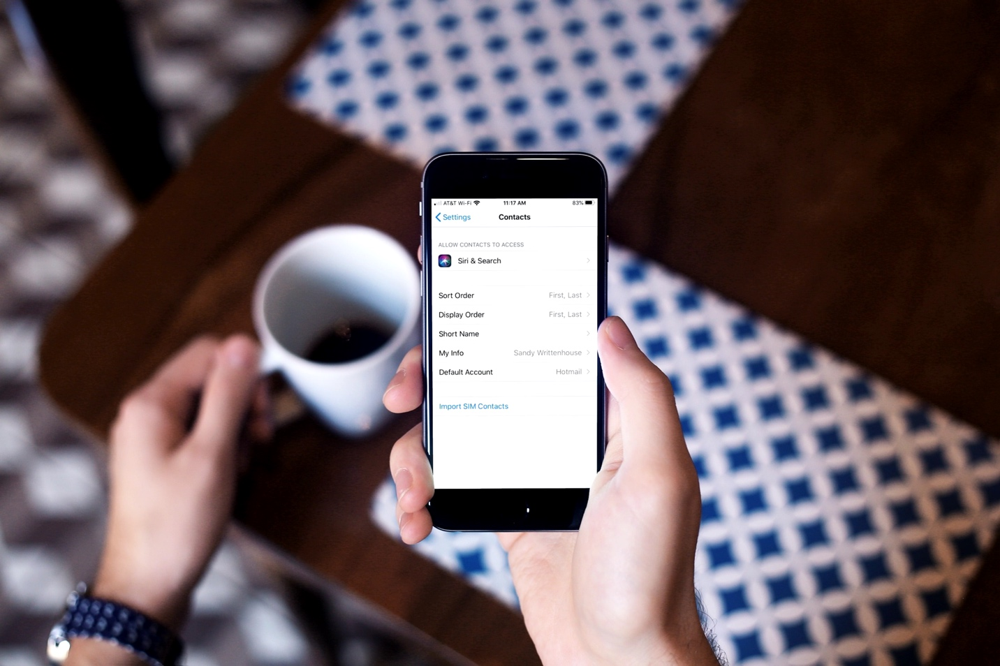 AT&T Wi-Fi 11:17 AM 83%
Settings Contacts
ALLOW CONTACTS TO ACCESS
Siri & Search
Sort Order First, Last
Display Order First, Last
Short Name
My Info Sandy Writtenhouse
Default Account Hotmail
Import SIM Contacts